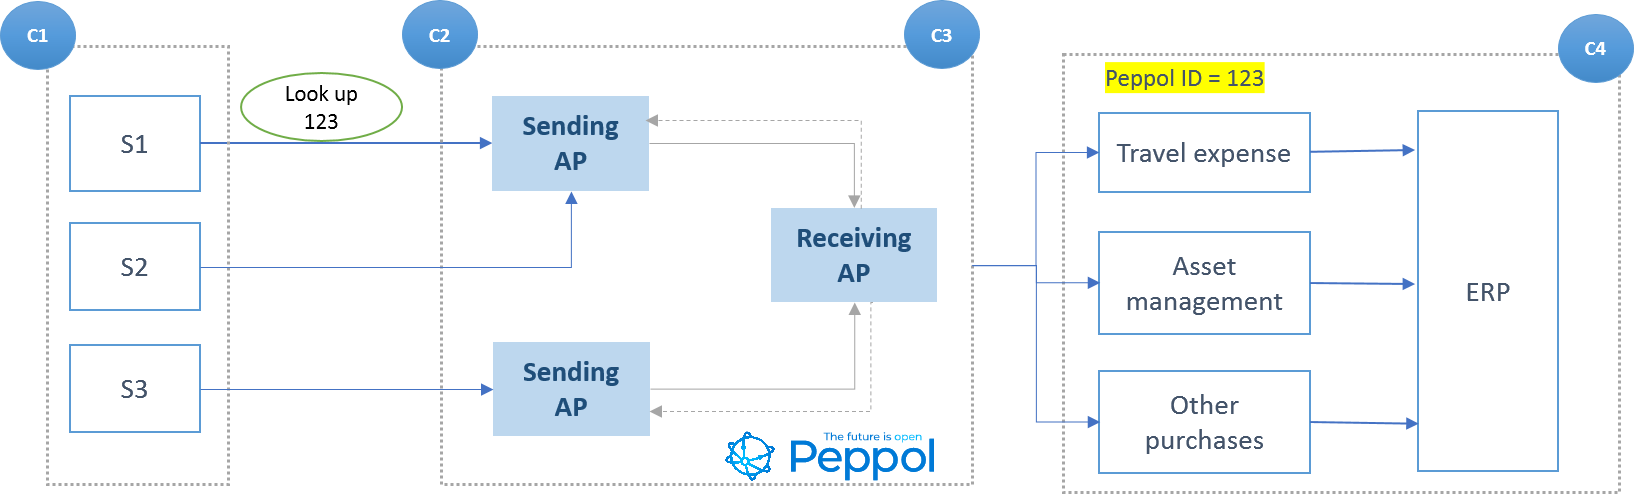 C1
C2
C3
C4
Peppol ID = 123
Look up
123
S1
Sending
AP
Travel expense
S2
Receiving
AP
Asset
management
ERP
S3
Sending
AP
Other
purchases
The future is open
Peppol